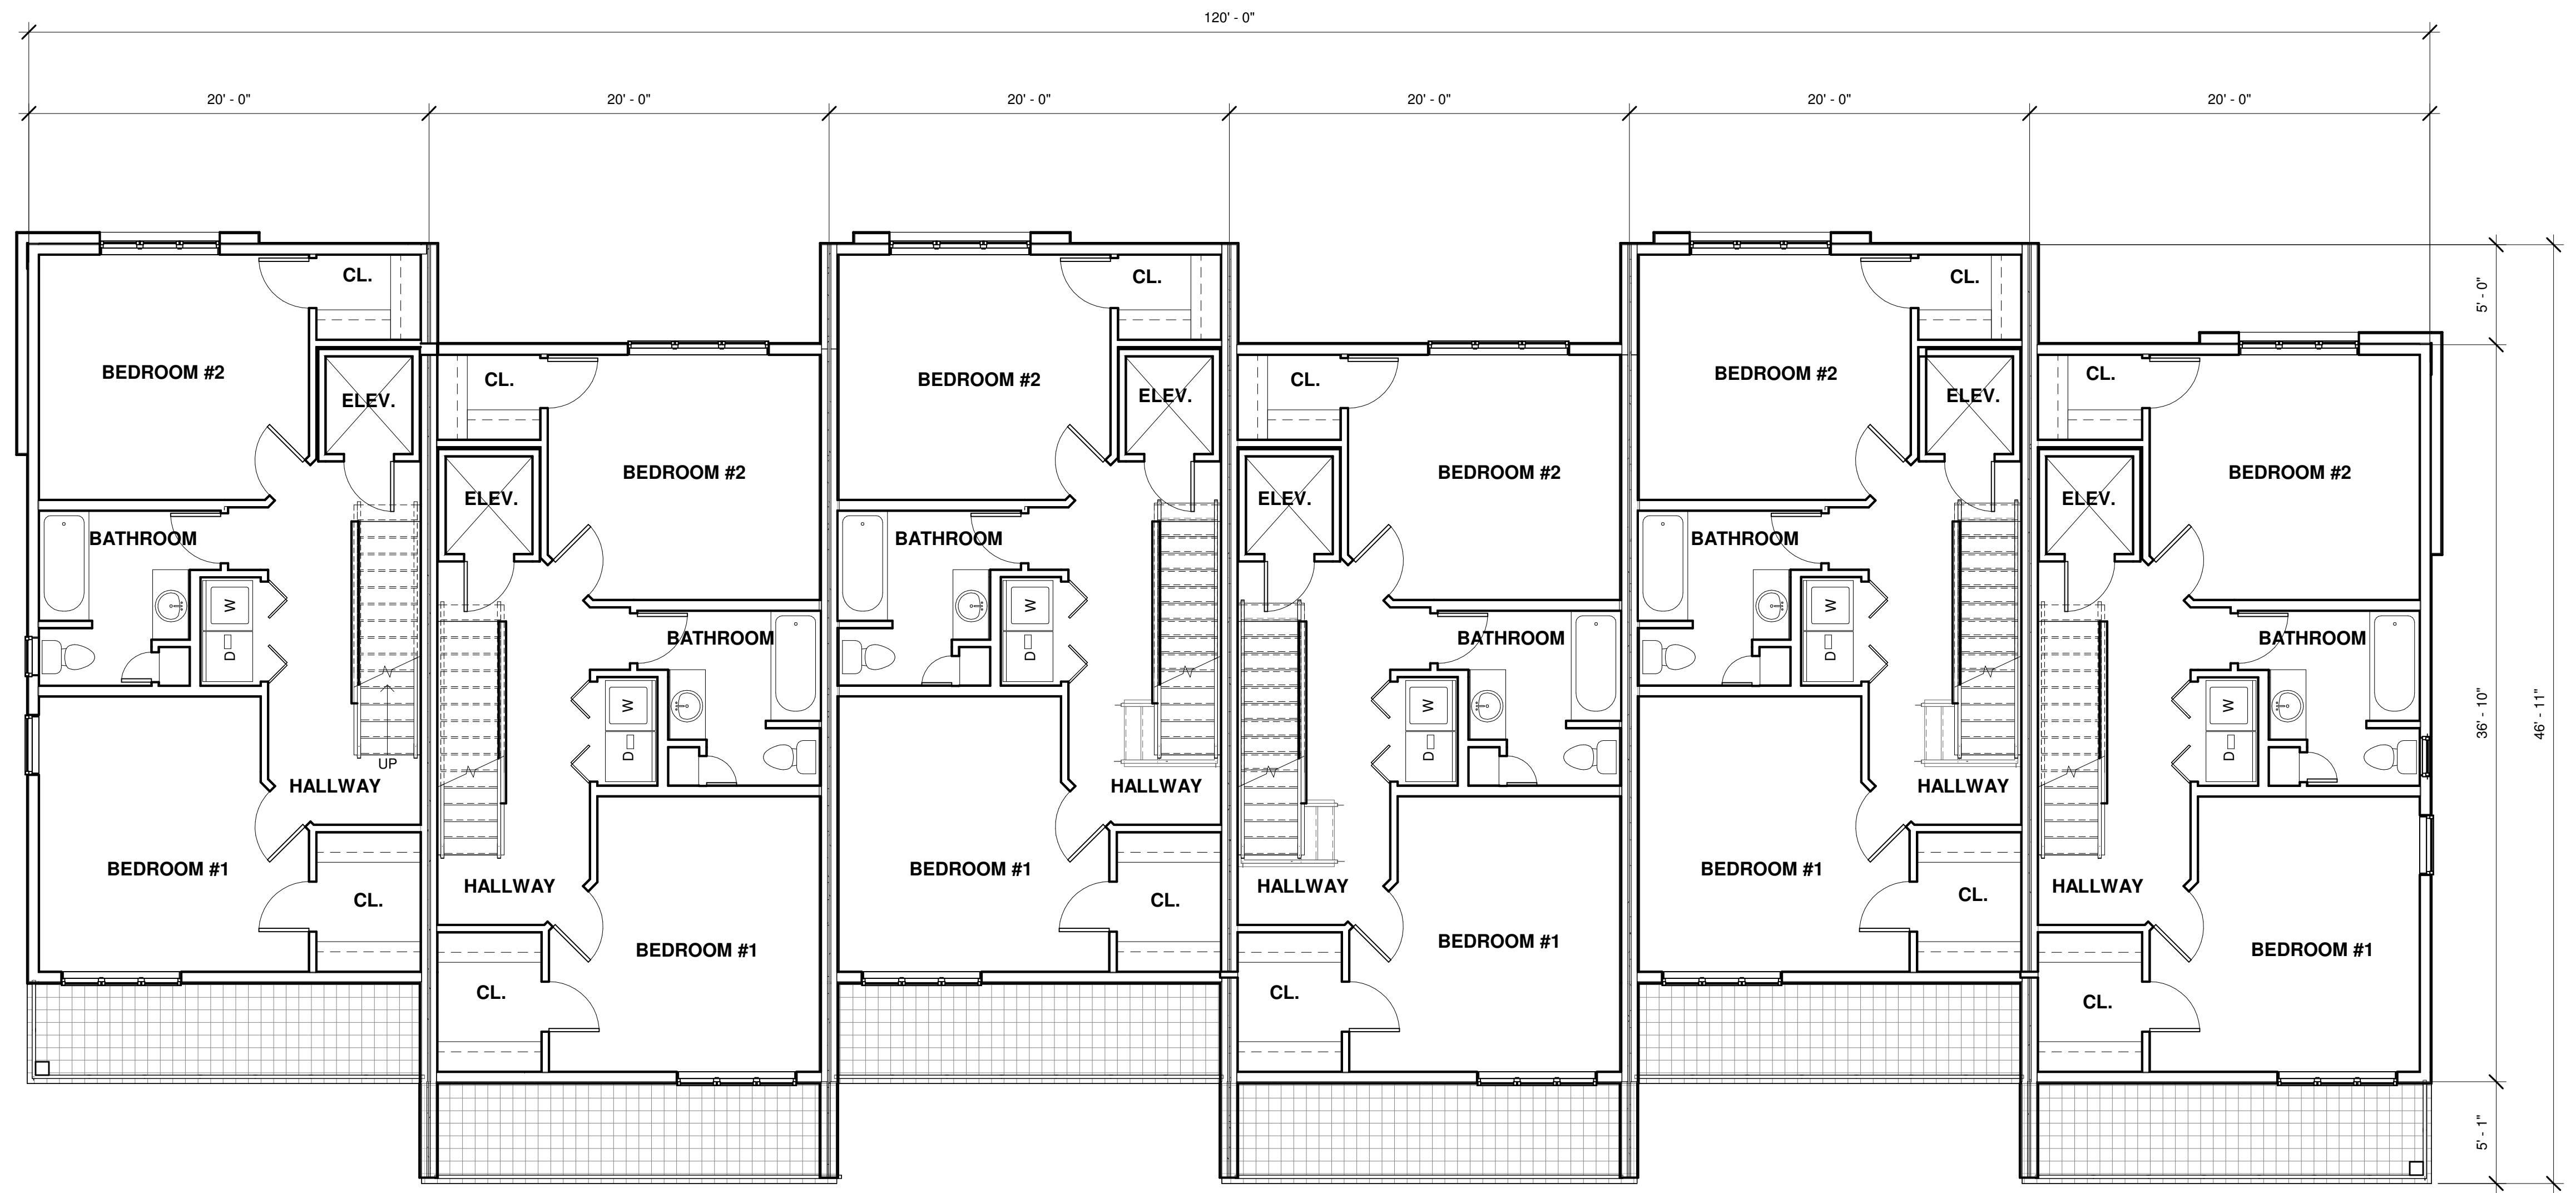 120' - 0"
20' - 0"
20' - 0"
20' - 0"
20' - 0"
20' - 0"
20' - 0"
CL.
CL.
CL.
5' - 0"
BEDROOM #2
CL.
BEDROOM #2
CL.
BEDROOM #2
CL.
ELEV.
ELEV.
ELEV.
BEDROOM #2
BEDROOM #2
BEDROOM #2
ELEV.
ELEV.
ELEV.
BATHROOM
BATHROOM
BATHROOM
W
W
W
BATHROOM
BATHROOM
BATHROOM
D
D
D
W
W
W
36' - 10"
46' - 11"
D
D
D
UP
HALLWAY
HALLWAY
HALLWAY
BEDROOM #1
BEDROOM #1
BEDROOM #1
HALLWAY
HALLWAY
HALLWAY
CL.
CL.
CL.
BEDROOM #1
BEDROOM #1
BEDROOM #1
CL.
CL.
CL.
5' - 1"